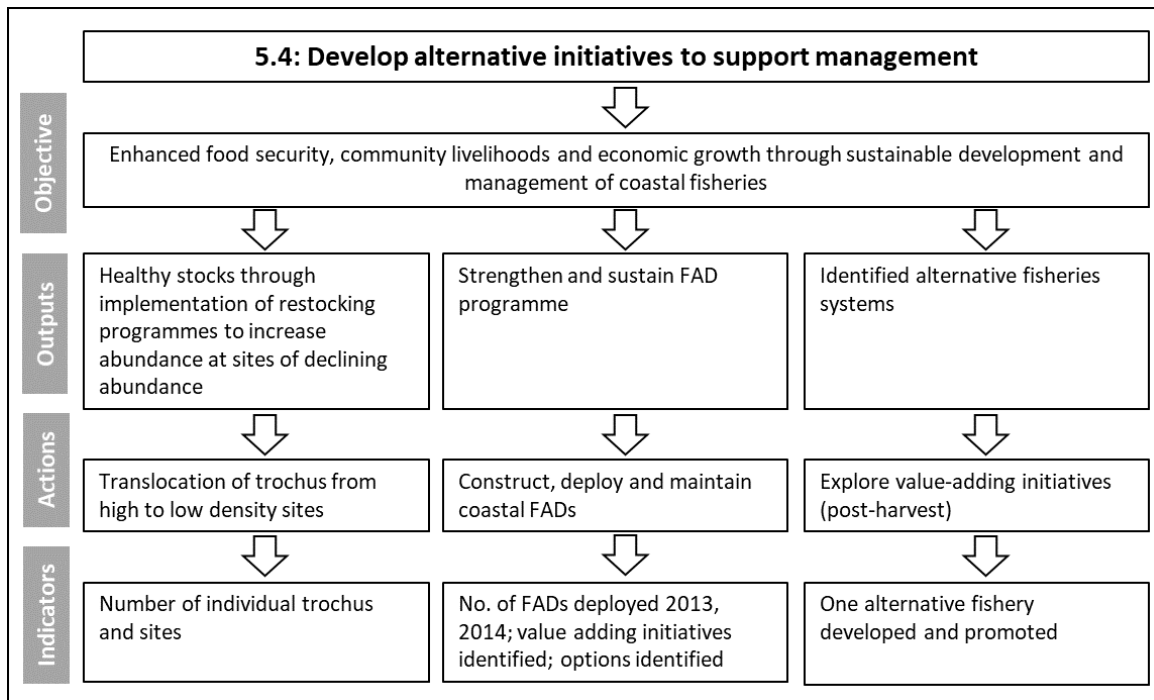 5.4: Develop alternative initiatives to support management
Objective
Enhanced food security, community livelihoods and economic growth through sustainable development and
management of coastal fisheries
Outputs
Healthy stocks through
implementation of restocking
programmes to increase
abundance at sites of declining
abundance
Strengthen and sustain FAD
programme
Identified alternative fisheries
systems
Actions
Translocation of trochus from
high to low density sites
Construct, deploy and maintain
coastal FADs
Explore value-adding initiatives
(post-harvest)
Indicators
Number of individual trochus
and sites
No. of FADs deployed 2013,
2014; value adding initiatives
identified; options identified
One alternative fishery
developed and promoted